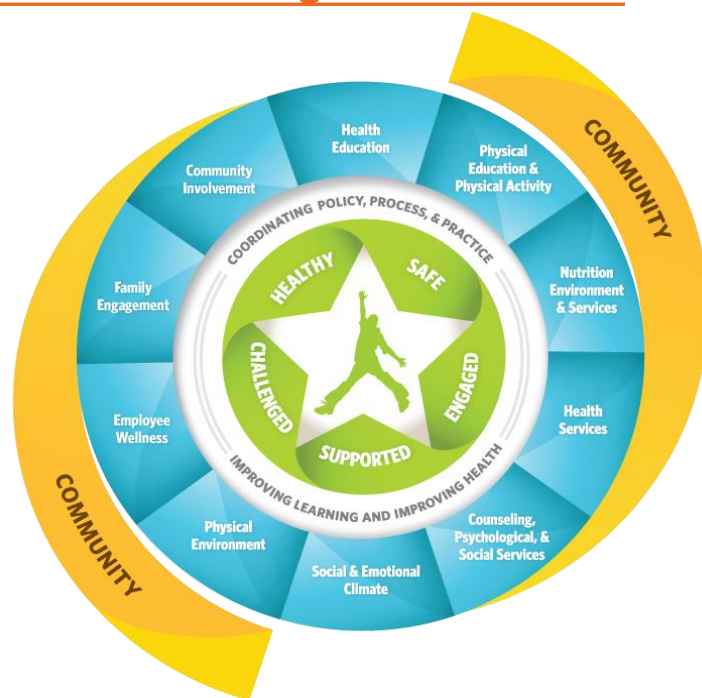 COMMUNITY
Health
Education
Physical
Education &
Physical Activity
Nutrition
Environment
& Services
Health
Services
Counseling,
Psychological, &
Social Services
Social & Emotional
Climate
Physical
Environment
Employee
Wellness
Family
Engagement
Community
Involvement
COORDINATING POLICY, PROCESS, & PRACTICE
HEALTHY
SAFE
ENGAGED
SUPPORTED
CHALLENGED
IMPROVING LEARNING AND IMPROVING HEALTH
COMMUNITY